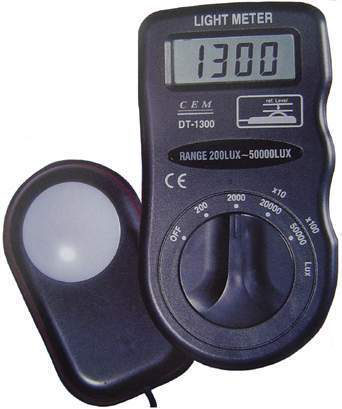 LIGHT METER
1300
ref. Level
CEM
DT-1300
RANGE 200LUX~50000LUX
CE
OFF
200
2000
x10
20000
x100
50000
Lux